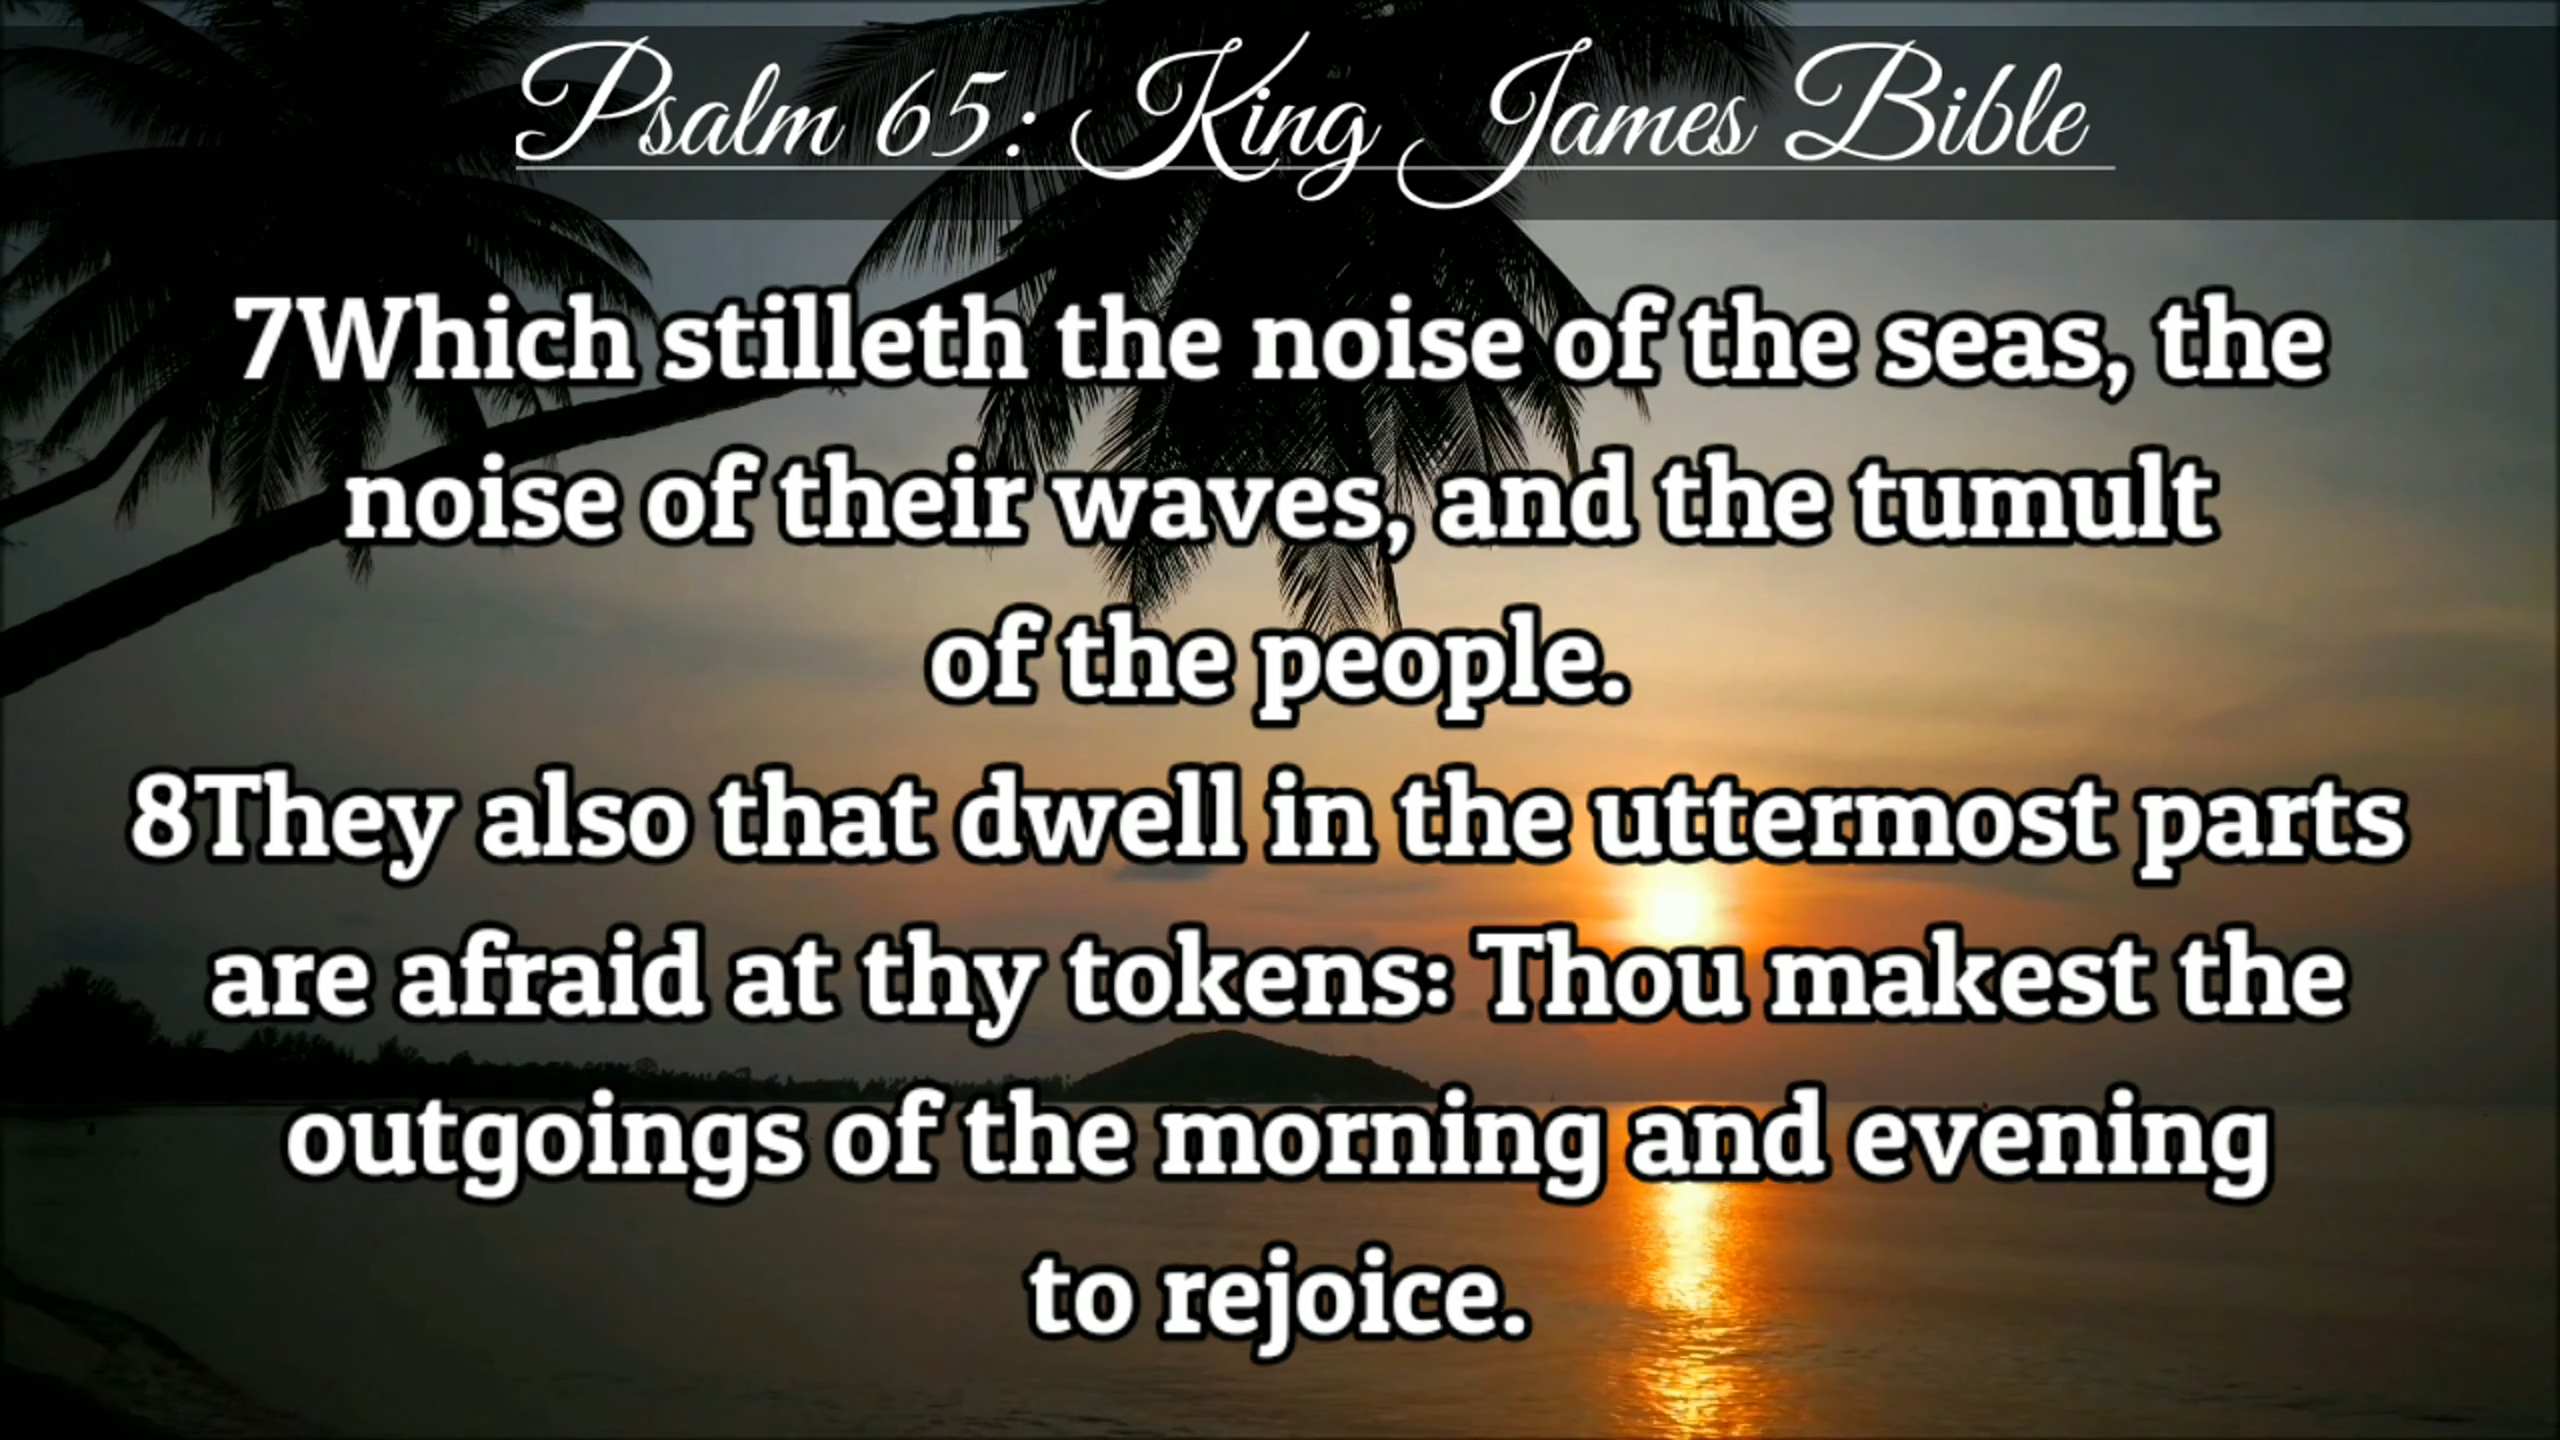 Psalm 65: King James Bible
7Which stilleth the noise of the seas, the
noise of their waves, and the tumult
of the people.
8They also that dwell in the uttermost parts
are afraid at thy tokens: Thou makest the
outgoings of the morning and evening
to rejoice.